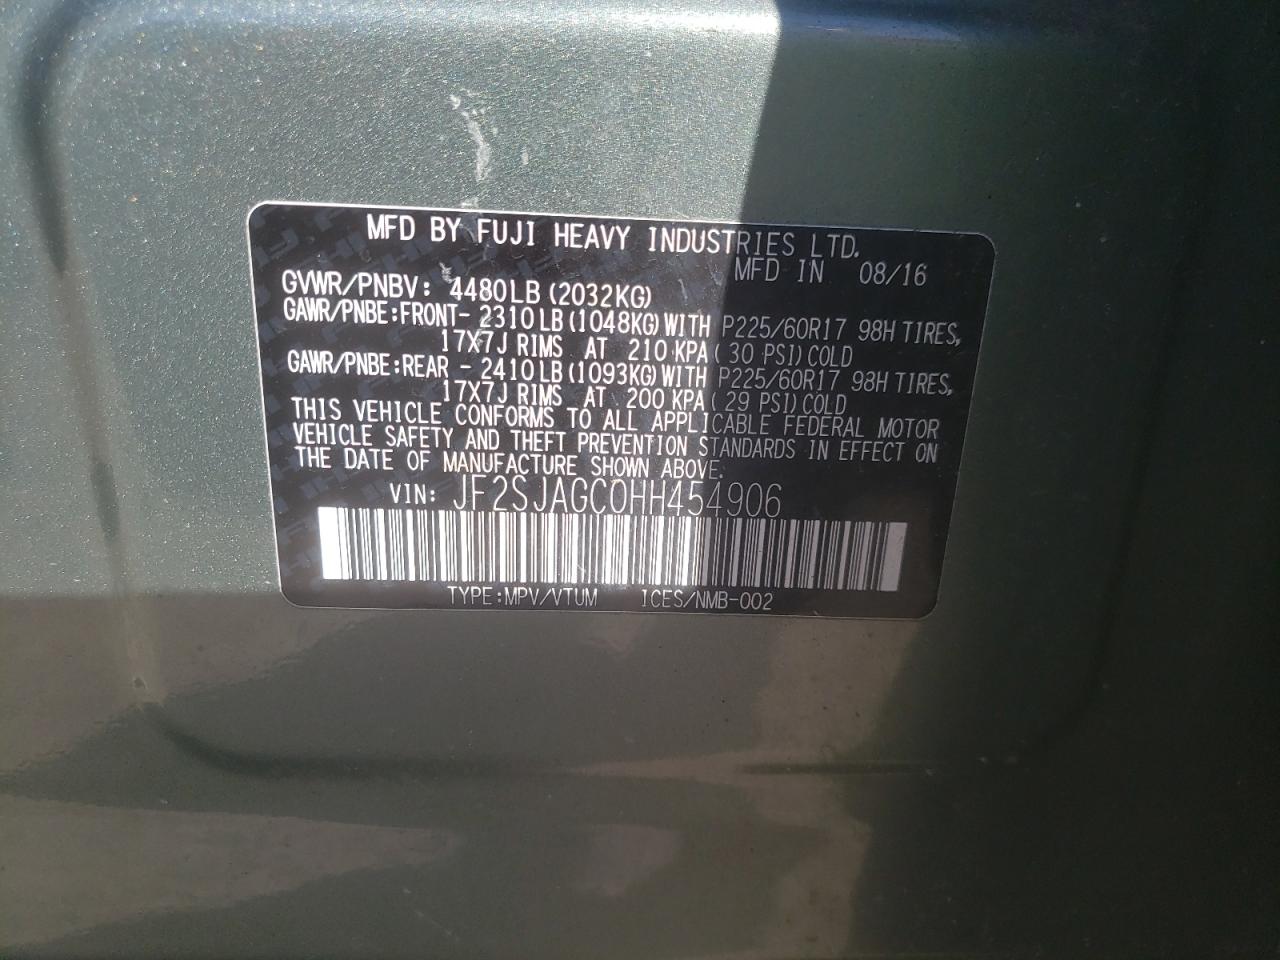 MFD BY FUJI HEAVY INDUSTRIES LTD.
MFD IN 08/16
GVWR/PNBV: 4480LB (2032KG)
GAWR/PNBE:FRONT- 2310LB(1048KG)WITH P225/60R17 98H TIRES,
17X7J RIMS AT 210 KPA(30 PSI)COLD
GAWR/PNBE:REAR - 2410LB(1093KG)WITH P225/60R17 98H TIRES,
17X7J RIMS AT 200 KPA(29 PSI)COLD
THIS VEHICLE CONFORMS TO ALL APPLICABLE FEDERAL MOTOR
VEHICLE SAFETY AND THEFT PREVENTION STANDARDS IN EFFECT ON
THE DATE OF MANUFACTURE SHOWN ABOVE.
VIN: JF2SJAGC0HH454906
TYPE:MPV/VTUM ICES/NMB-002